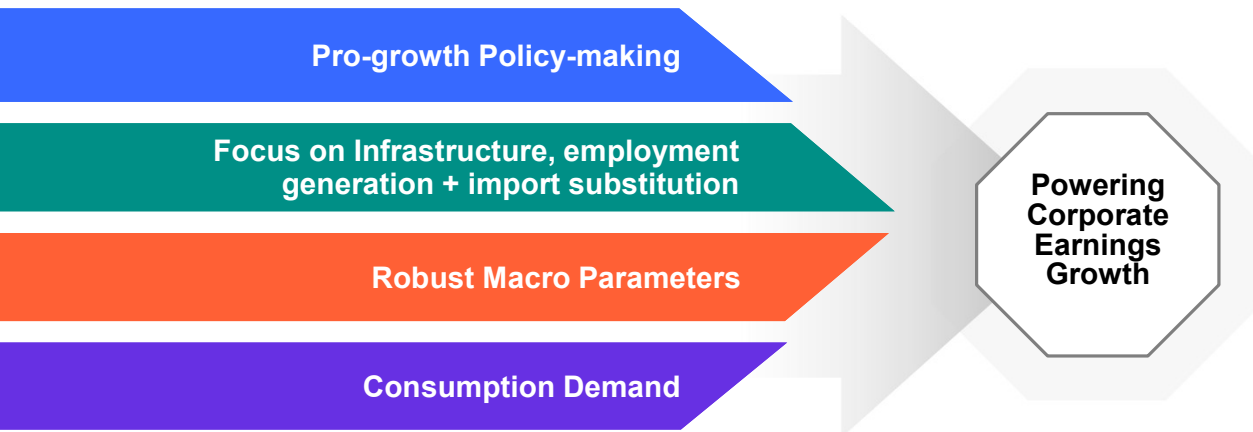 Pro-growth Policy-making
Focus on Infrastructure, employment
generation + import substitution
Robust Macro Parameters
Consumption Demand
Powering
Corporate
Earnings
Growth